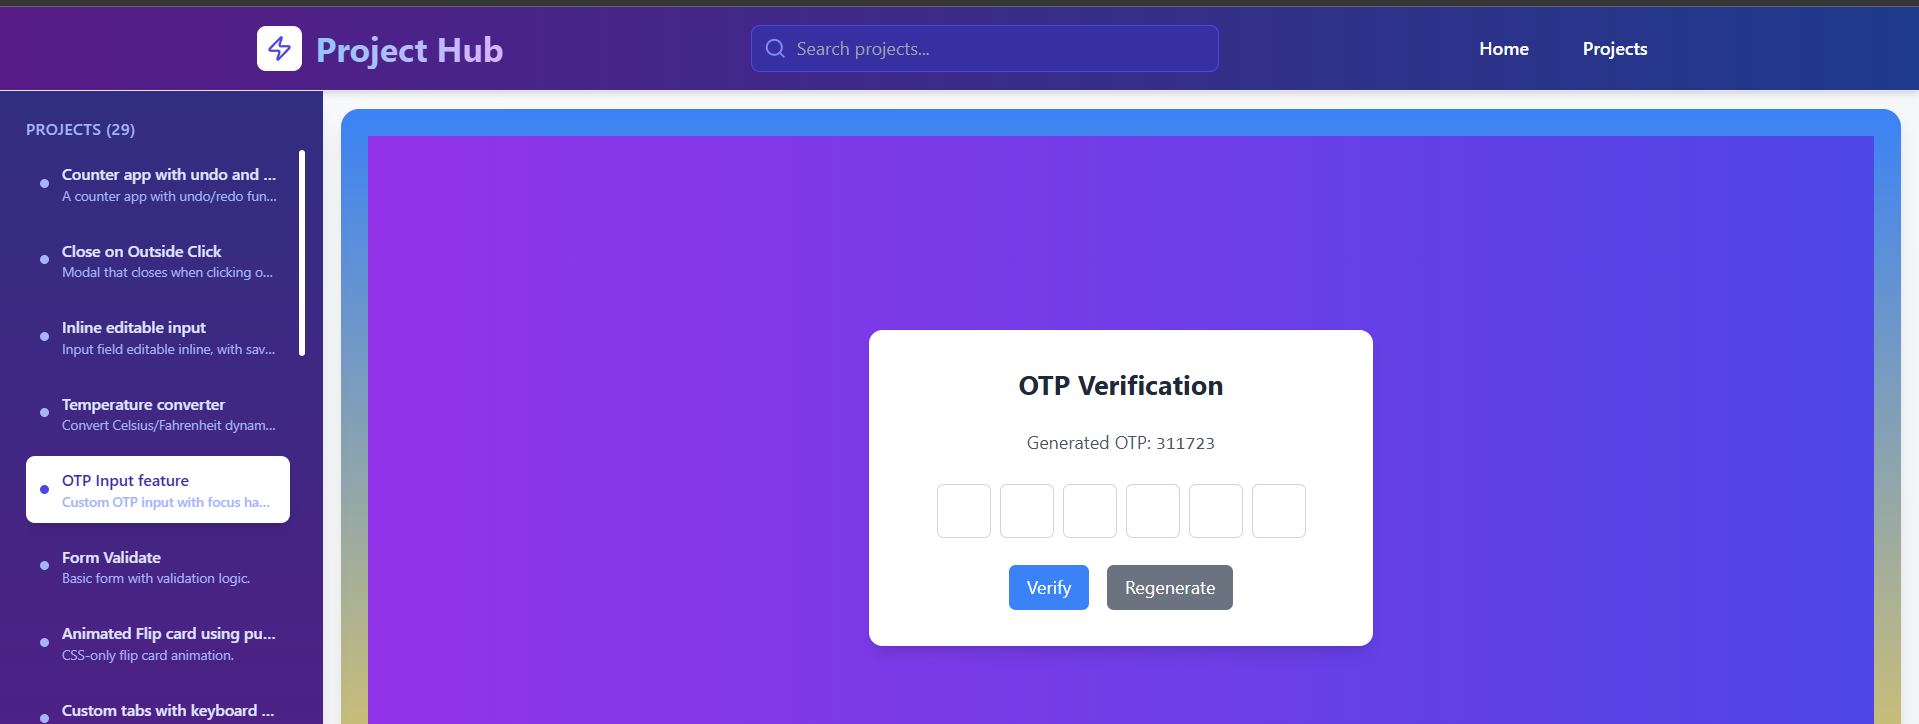 Project Hub
Search projects...
Home
Projects
PROJECTS (29)
Counter app with undo and ...
A counter app with undo/redo fun...
Close on Outside Click
Modal that closes when clicking o...
Inline editable input
Input field editable inline, with sav...
Temperature converter
Convert Celsius/Fahrenheit dynam...
OTP Input feature
Custom OTP input with focus ha...
Form Validate
Basic form with validation logic.
Animated Flip card using pu...
CSS-only flip card animation.
Custom tabs with keyboard ...
OTP Verification
Generated OTP: 311723
Verify
Regenerate